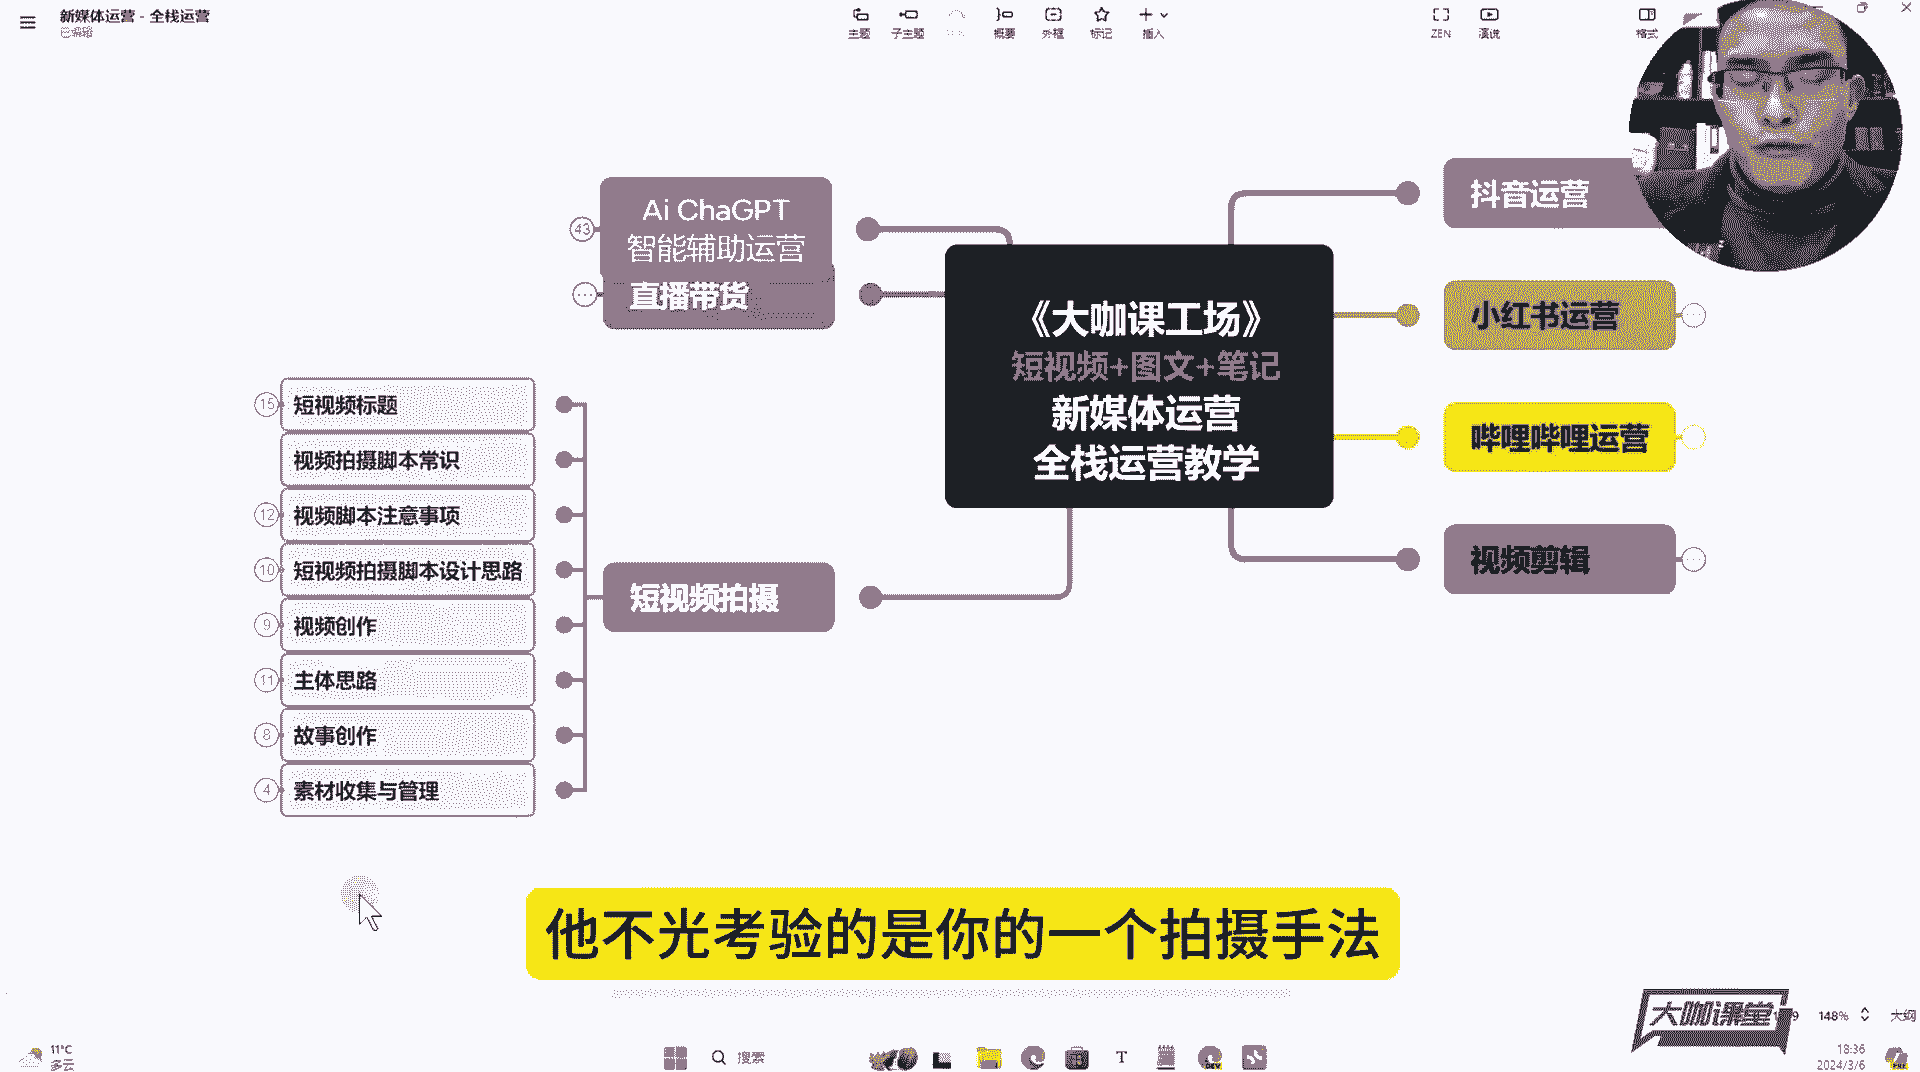 新媒体运营 - 全栈运营
已编辑
主题
子主题
概要
外框
标记
插入
ZEN
演说
格式
Ai ChaGPT
智能辅助运营
43
直播带货
《大咖课工场》
短视频+图文+笔记
新媒体运营
全栈运营教学
抖音运营
小红书运营
哔哩哔哩运营
视频剪辑
短视频拍摄
15
短视频标题
视频拍摄脚本常识
12
视频脚本注意事项
10
短视频拍摄脚本设计思路
9
视频创作
11
主体思路
8
故事创作
4
素材收集与管理
他不光考验的是你的一个拍摄手法
大咖课堂
148%
大纲
11°C
多云
搜索
T
DEV
18:36
2024/3/6